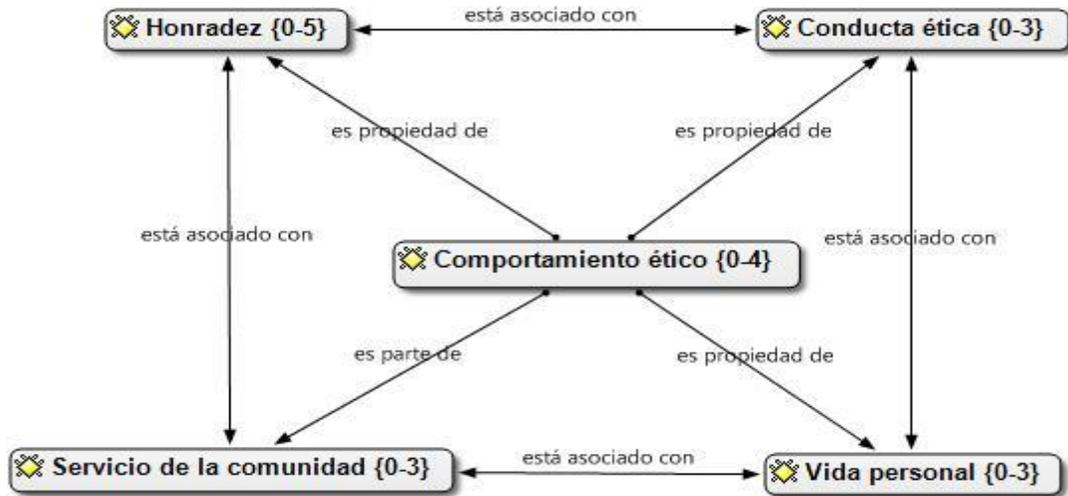 está asociado con
Honradez {0-5}
Conducta ética {0-3}
es propiedad de
es propiedad de
está asociado con
está asociado con
Comportamiento ético {0-4}
es parte de
es propiedad de
está asociado con
Servicio de la comunidad {0-3}
Vida personal {0-3}